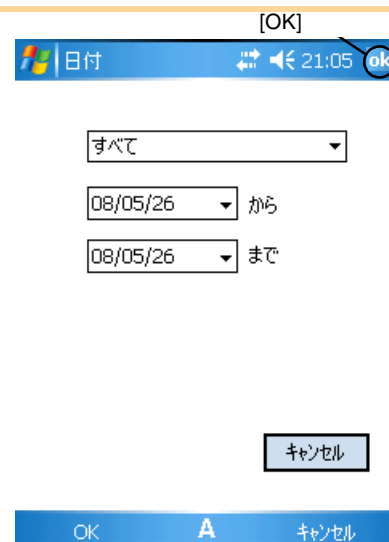 [OK]
日付 21:05 ok
すべて
08/05/26 から
08/05/26 まで
キャンセル
OK A キャンセル